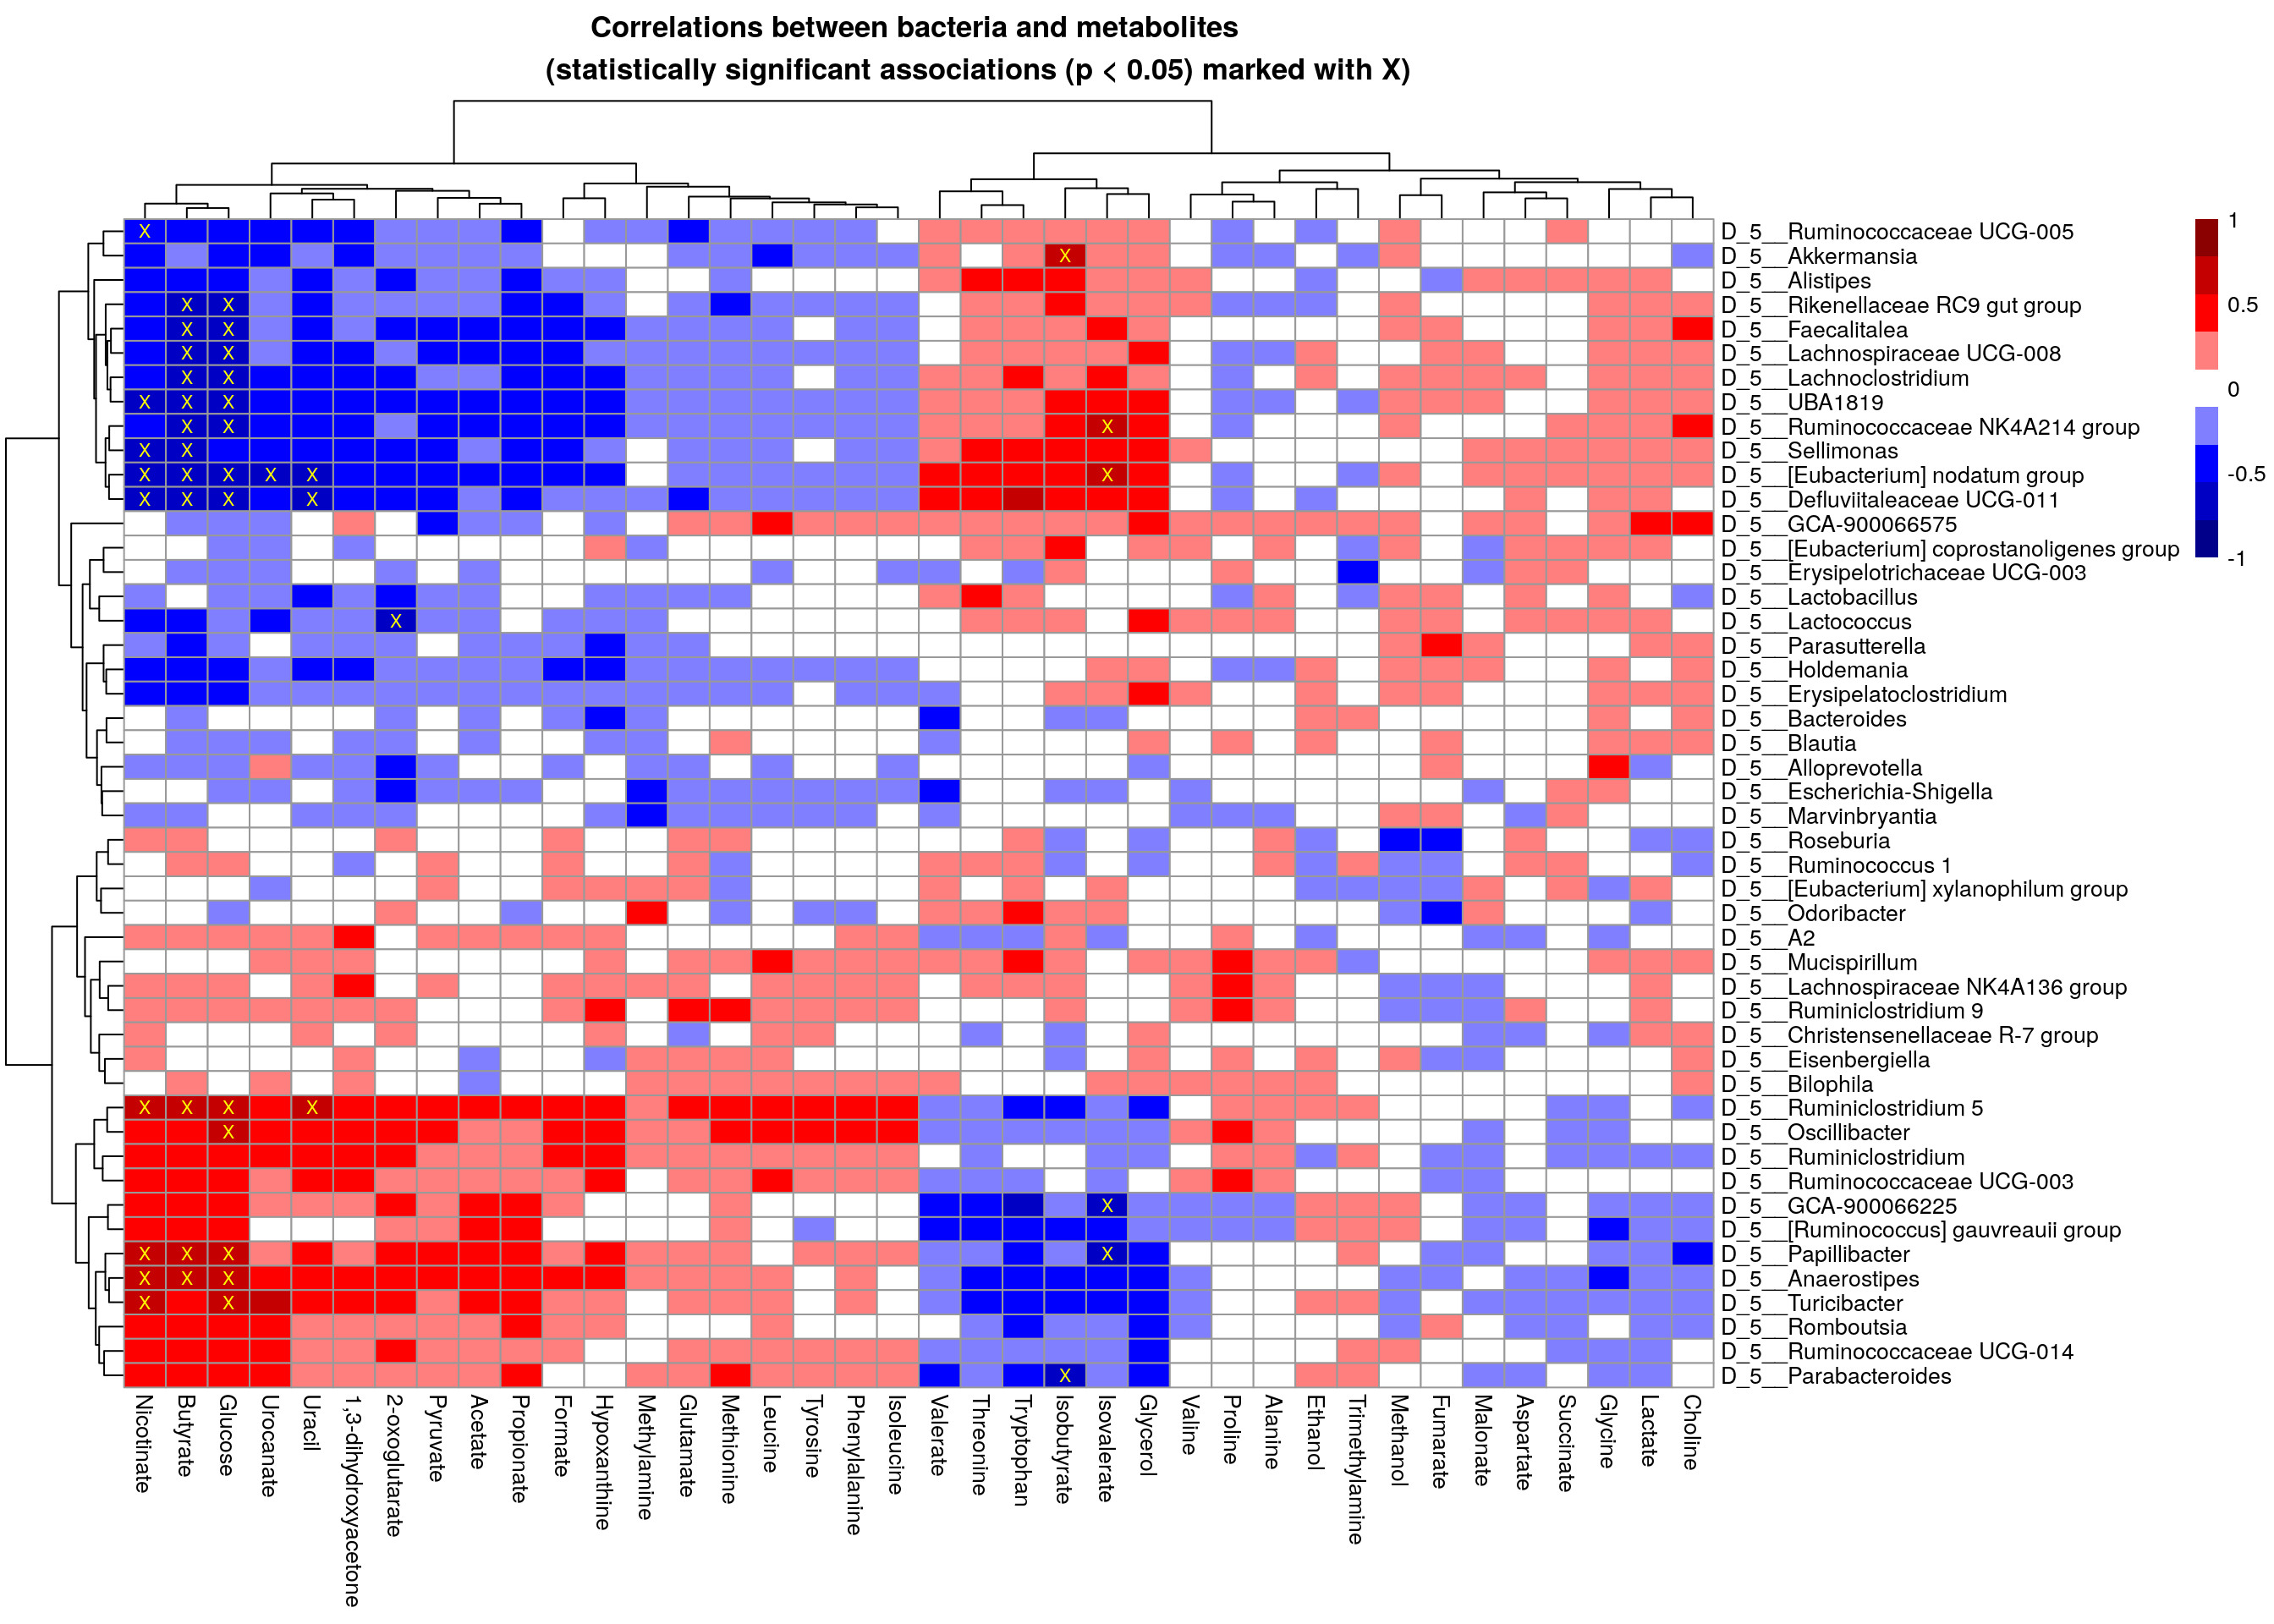 Correlations between bacteria and metabolites
(statistically significant associations (p < 0.05) marked with X)
X D_5__Ruminococcaceae UCG-005
X D_5__Akkermansia
D_5__Alistipes
X X D_5__Rikenellaceae RC9 gut group
X X D_5__Faecalitalea
X X D_5__Lachnospiraceae UCG-008
X X D_5__Lachnoclostridium
X X X D_5__UBA1819
X X X D_5__Ruminococcaceae NK4A214 group
X X D_5__Sellimonas
X X X X X X D_5__[Eubacterium] nodatum group
X X X X D_5__Defluviitaleaceae UCG-011
D_5__GCA-900066575
D_5__[Eubacterium] coprostanoligenes group
D_5__Erysipelotrichaceae UCG-003
D_5__Lactobacillus
X D_5__Lactococcus
D_5__Parasutterella
D_5__Holdemania
D_5__Erysipelatoclostridium
D_5__Bacteroides
D_5__Blautia
D_5__Alloprevotella
D_5__Escherichia-Shigella
D_5__Marvinbryantia
D_5__Roseburia
D_5__Ruminococcus 1
D_5__[Eubacterium] xylanophilum group
D_5__Odoribacter
D_5__A2
D_5__Mucispirillum
D_5__Lachnospiraceae NK4A136 group
D_5__Ruminiclostridium 9
D_5__Christensenellaceae R-7 group
D_5__Eisenbergiella
D_5__Bilophila
X X X X D_5__Ruminiclostridium 5
X D_5__Oscillibacter
D_5__Ruminiclostridium
D_5__Ruminococcaceae UCG-003
X D_5__GCA-900066225
D_5__[Ruminococcus] gauvreauii group
X X X X D_5__Papillibacter
X X X D_5__Anaerostipes
X X D_5__Turicibacter
D_5__Romboutsia
D_5__Ruminococcaceae UCG-014
X D_5__Parabacteroides
1
0.5
0
-0.5
-1
Nicotinate
Butyrate
Glucose
Urocanate
Uracil
1,3-dihydroxyacetone
2-oxoglutarate
Pyruvate
Acetate
Propionate
Formate
Hypoxanthine
Methylamine
Glutamate
Methionine
Leucine
Tyrosine
Phenylalanine
Isoleucine
Valerate
Threonine
Tryptophan
Isobutyrate
Isovalerate
Glycerol
Valine
Proline
Alanine
Ethanol
Trimethylamine
Methanol
Fumarate
Malonate
Aspartate
Succinate
Glycine
Lactate
Choline